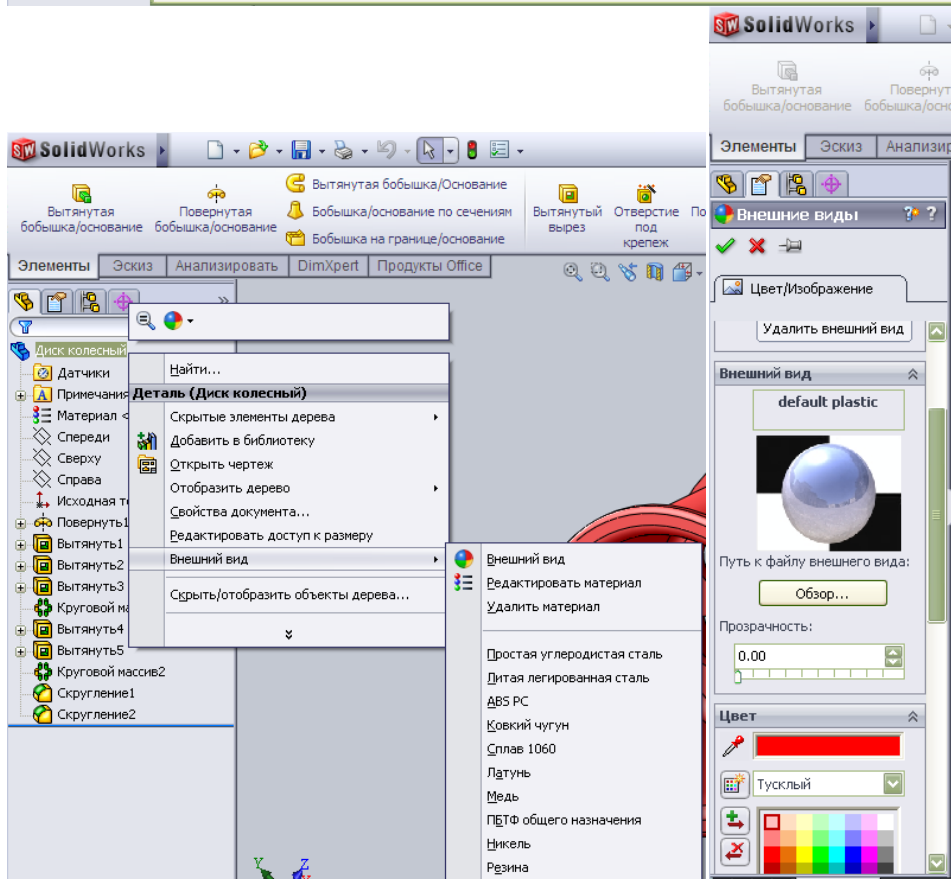 SolidWorks
Вытянутая
бобышка/основание
Повернутая
бобышка/основание
Вытянутая бобышка/Основание
Бобышка/основание по сечениям
Бобышка на границе/основание
Вытянутый
вырез
Отверстие
под
крепеж
По
Элементы
Эскиз
Анализировать
DimXpert
Продукты Office
»
Диск колесный
Датчики
Примечания
Материал <
Спереди
Сверху
Справа
Исходная т
Повернуть1
Вытянуть1
Вытянуть2
Вытянуть3
Круговой ма
Вытянуть4
Вытянуть5
Круговой массив2
Скругление1
Скругление2
Найти...
Деталь (Диск колесный)
Скрытые элементы дерева
Добавить в библиотеку
Открыть чертеж
Отобразить дерево
Свойства документа...
Редактировать доступ к размеру
Внешний вид
Скрыть/отобразить объекты дерева...
Внешний вид
Редактировать материал
Удалить материал
Простая углеродистая сталь
Литая легированная сталь
ABS PC
Ковкий чугун
Сплав 1060
Латунь
Медь
ПБТФ общего назначения
Никель
Резина
Y
Z
SolidWorks
Вытянутая
бобышка/основание
Повернут
бобышка/осно
Элементы
Эскиз
Анализир
Внешние виды
? ?
Цвет/Изображение
Удалить внешний вид
Внешний вид
default plastic
Путь к файлу внешнего вида:
Обзор...
Прозрачность:
0.00
Цвет
Тусклый